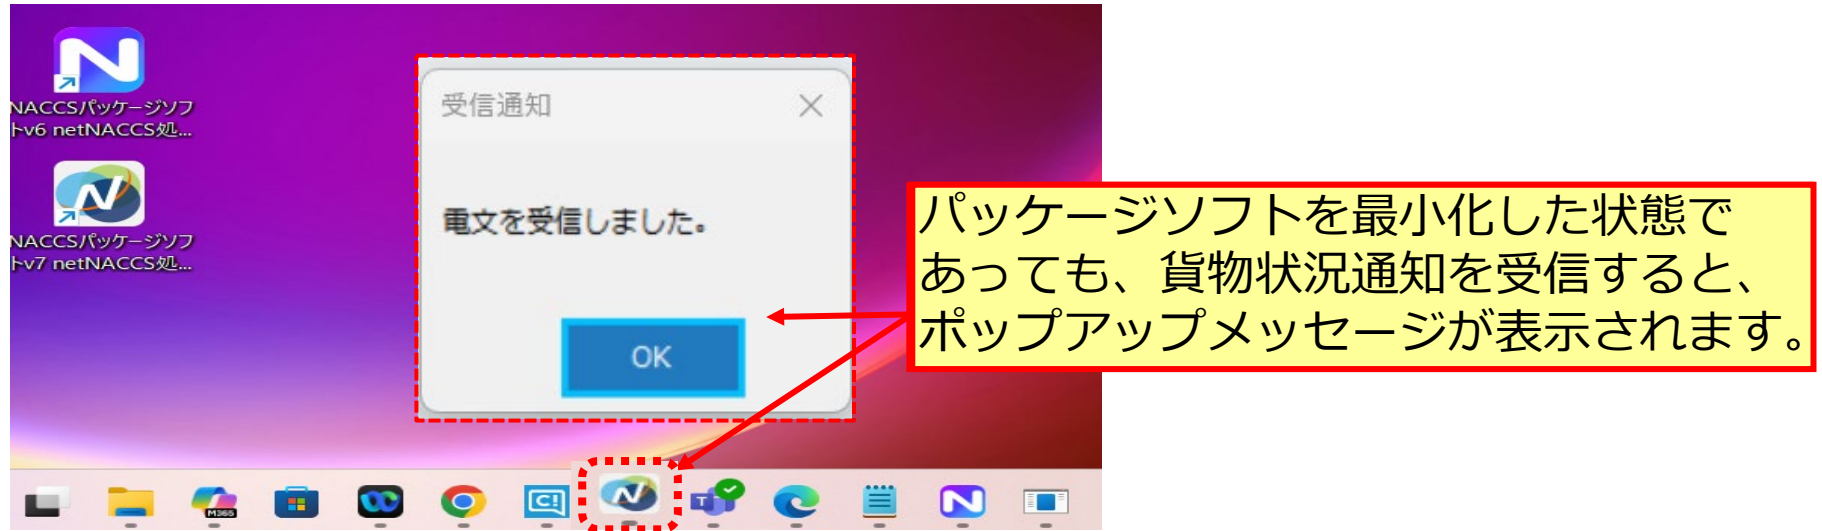 NACCSパッケージソフ
トv6 netNACCS処...
NACCSパッケージソフ
トv7 netNACCS処...
受信通知
電文を受信しました。
OK
パッケージソフトを最小化した状態で
あっても、貨物状況通知を受信すると、
ポップアップメッセージが表示されます。
M365
C!
T